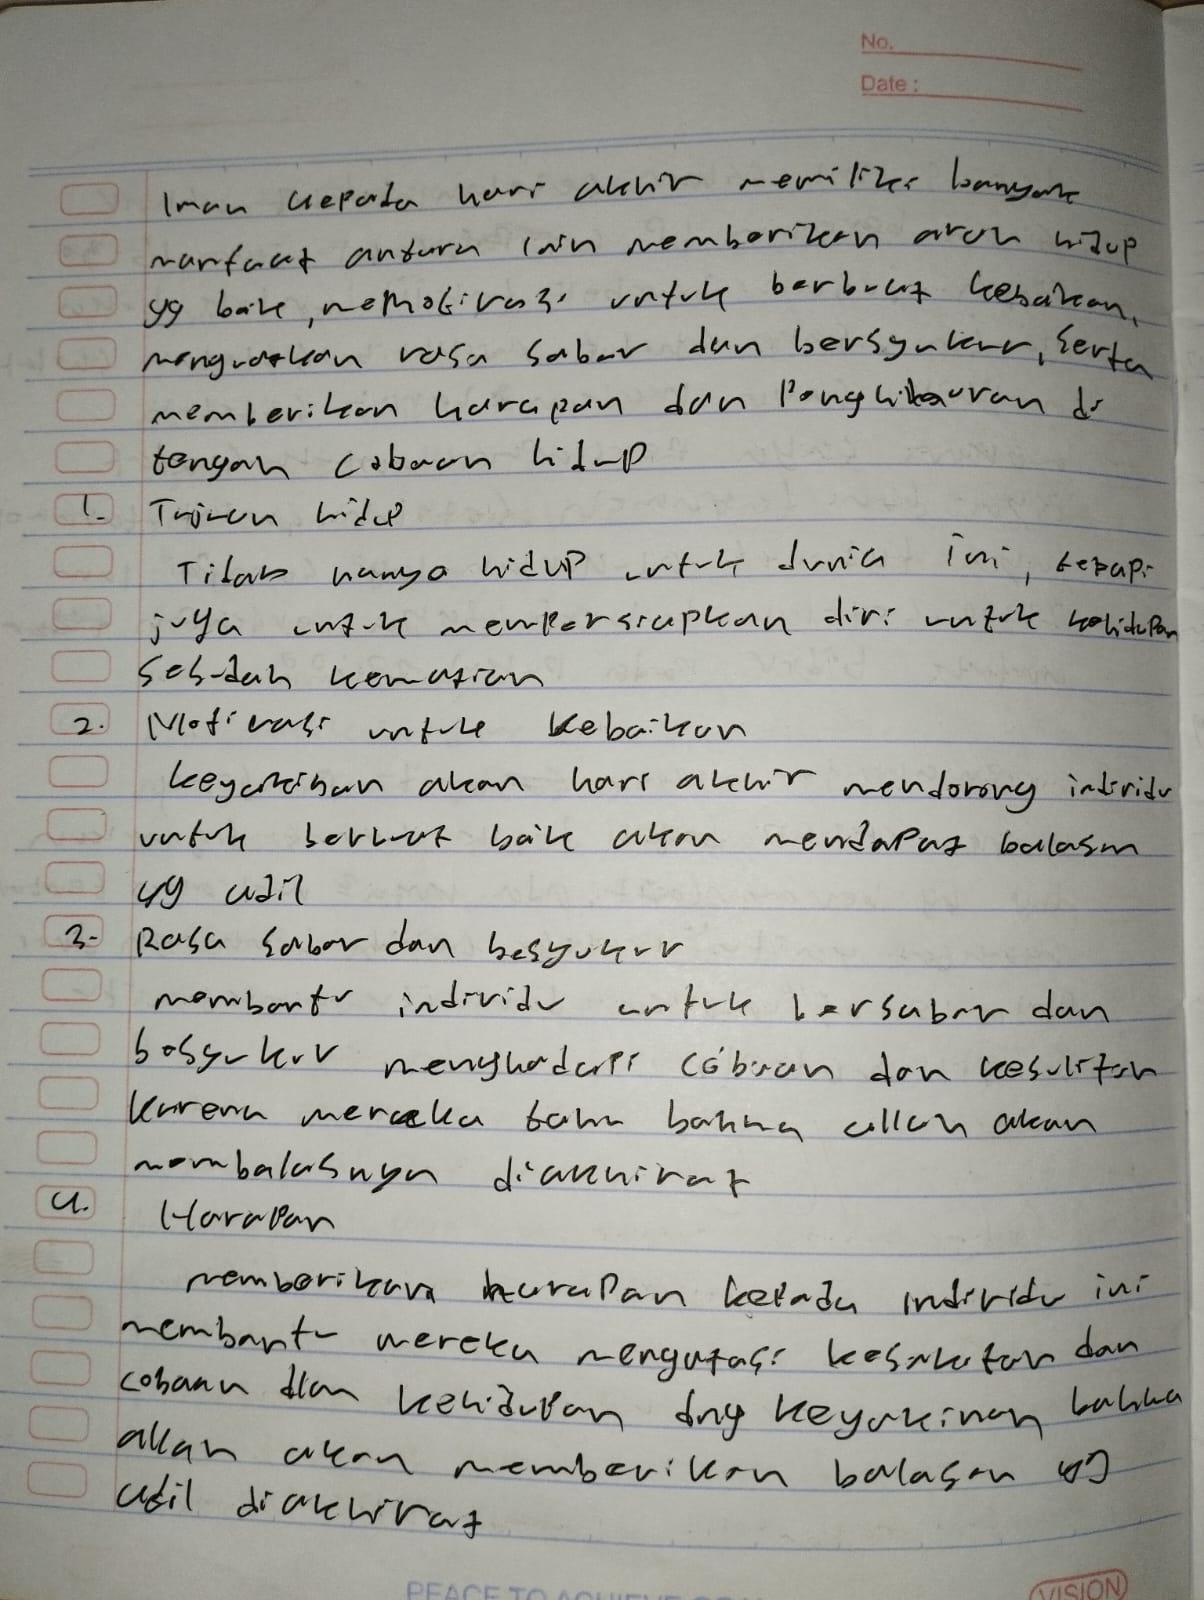 No.
Date :
Iman kepada hari akhir memiliki banyak
manfaat antara lain memberikan arah hidup
yg baik, memotivasi untuk berbuat kebaikan,
menguatkan rasa sabar dan bersyukur, serta
memberikan harapan dan Penghiburan di
tengah cobaan hidup
1. Tujuan hidup
Tidak hanya hidup untuk dunia ini, tetapi
juga untuk mempersiapkan diri untuk kehidupan
sesudah kematian
2. Motivasi untuk Kebaikan
keyakinan akan hari akhir mendorong individu
untuk berbuat baik akan mendapat balasan
yg adil
3. Rasa sabar dan besyukur
membantu individu untuk bersabar dan
bosyukur menghadapi cobaan dan kesulitan
karena mereka tahu bahwa allah akan
membalasnya diakhirat
4. Harapan
memberikan harapan kepada individu ini
membantu mereka mengatasi kesulitan dan
cobaan dlam kehidupan dng keyakinan bahwa
allah akan memberikan balasan yg
adil diakhirat
PEACE TO
VISION